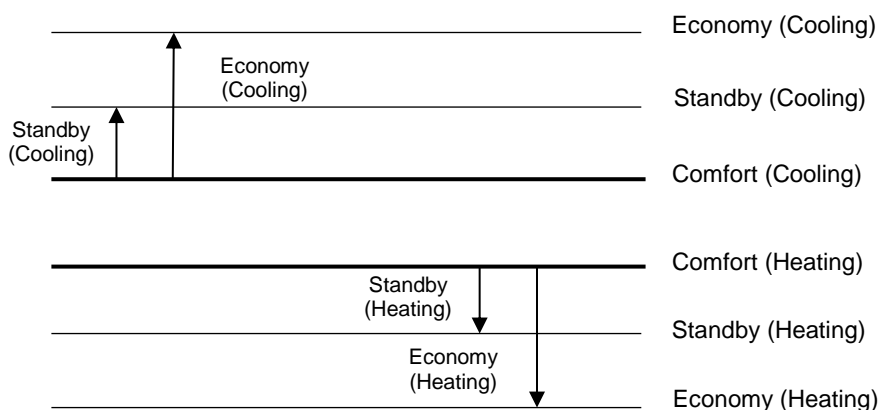 Economy (Cooling)
Economy
(Cooling)
Standby (Cooling)
Standby
(Cooling)
Comfort (Cooling)
Comfort (Heating)
Standby
(Heating)
Standby (Heating)
Economy
(Heating)
Economy (Heating)